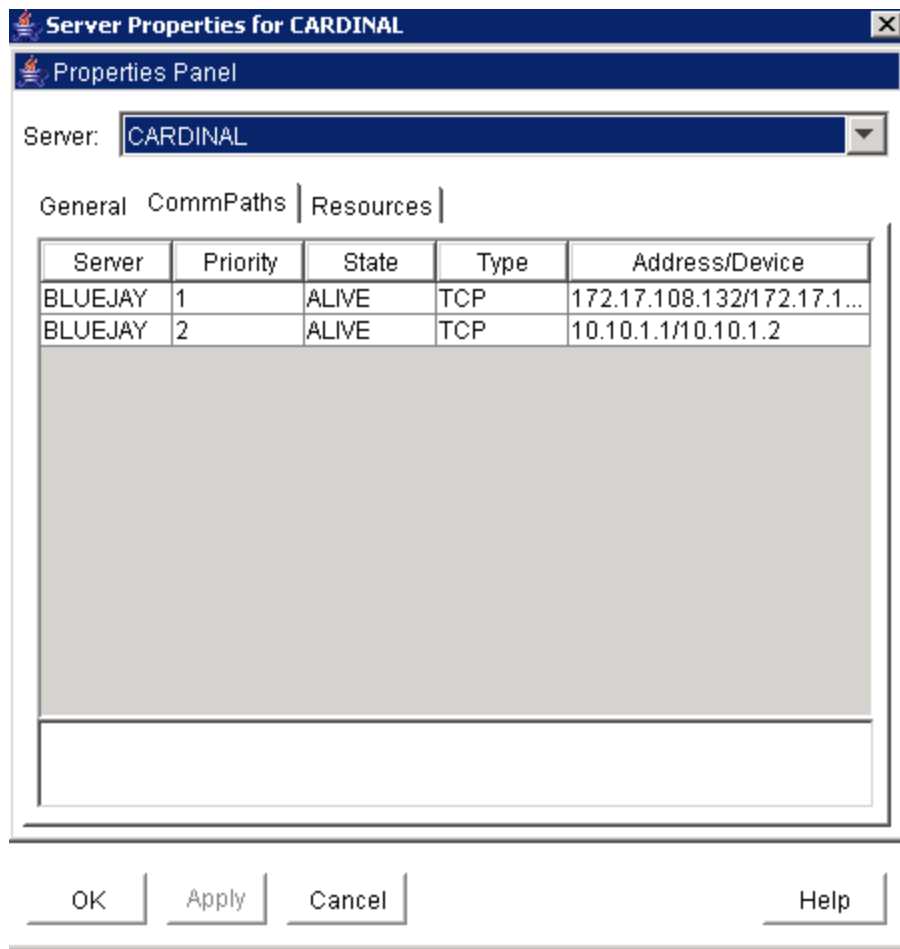 Server Properties for CARDINAL
Properties Panel
Server: CARDINAL
General CommPaths Resources
Server Priority State Type Address/Device
BLUEJAY 1 ALIVE TCP 172.17.108.132/172.17.1...
BLUEJAY 2 ALIVE TCP 10.10.1.1/10.10.1.2
OK Apply Cancel Help